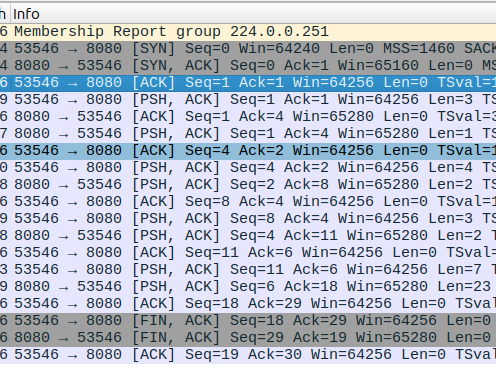 h Info
6 Membership Report group 224.0.0.251
4 53546 → 8080 [SYN] Seq=0 Win=64240 Len=0 MSS=1460 SACK
4 8080 → 53546 [SYN, ACK] Seq=0 Ack=1 Win=65160 Len=0 MS
6 53546 → 8080 [ACK] Seq=1 Ack=1 Win=64256 Len=0 TSval=1
9 53546 → 8080 [PSH, ACK] Seq=1 Ack=1 Win=64256 Len=3 TS
6 8080 → 53546 [ACK] Seq=1 Ack=4 Win=65280 Len=0 TSval=3
7 8080 → 53546 [PSH, ACK] Seq=1 Ack=4 Win=65280 Len=1 TS
6 53546 → 8080 [ACK] Seq=4 Ack=2 Win=64256 Len=0 TSval=1
0 53546 → 8080 [PSH, ACK] Seq=4 Ack=2 Win=64256 Len=4 TS
8 8080 → 53546 [PSH, ACK] Seq=2 Ack=8 Win=65280 Len=2 TS
6 53546 → 8080 [ACK] Seq=8 Ack=4 Win=64256 Len=0 TSval=1
9 53546 → 8080 [PSH, ACK] Seq=8 Ack=4 Win=64256 Len=3 TS
8 8080 → 53546 [PSH, ACK] Seq=4 Ack=11 Win=65280 Len=2 T
6 53546 → 8080 [ACK] Seq=11 Ack=6 Win=64256 Len=0 TSval=
3 53546 → 8080 [PSH, ACK] Seq=11 Ack=6 Win=64256 Len=7 T
9 8080 → 53546 [PSH, ACK] Seq=6 Ack=18 Win=65280 Len=23
6 53546 → 8080 [ACK] Seq=18 Ack=29 Win=64256 Len=0 TSval
6 53546 → 8080 [FIN, ACK] Seq=18 Ack=29 Win=64256 Len=0
6 8080 → 53546 [FIN, ACK] Seq=29 Ack=19 Win=65280 Len=0
6 53546 → 8080 [ACK] Seq=19 Ack=30 Win=64256 Len=0 TSval